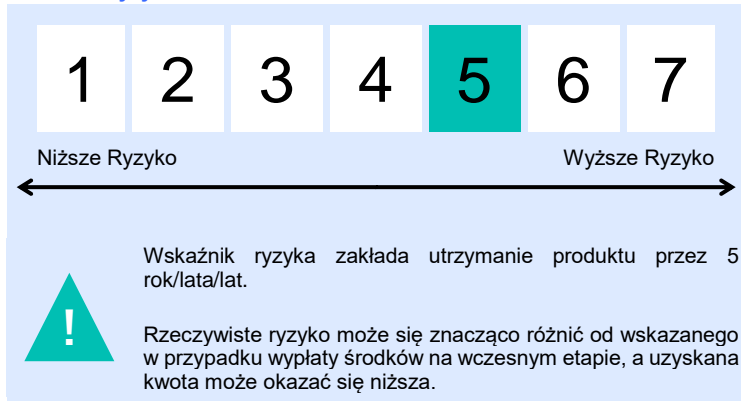 1 2 3 4 5 6 7
Niższe Ryzyko Wyższe Ryzyko
Wskaźnik ryzyka zakłada utrzymanie produktu przez 5
rok/lata/lat.
!
Rzeczywiste ryzyko może się znacząco różnić od wskazanego
w przypadku wypłaty środków na wczesnym etapie, a uzyskana
kwota może okazać się niższa.